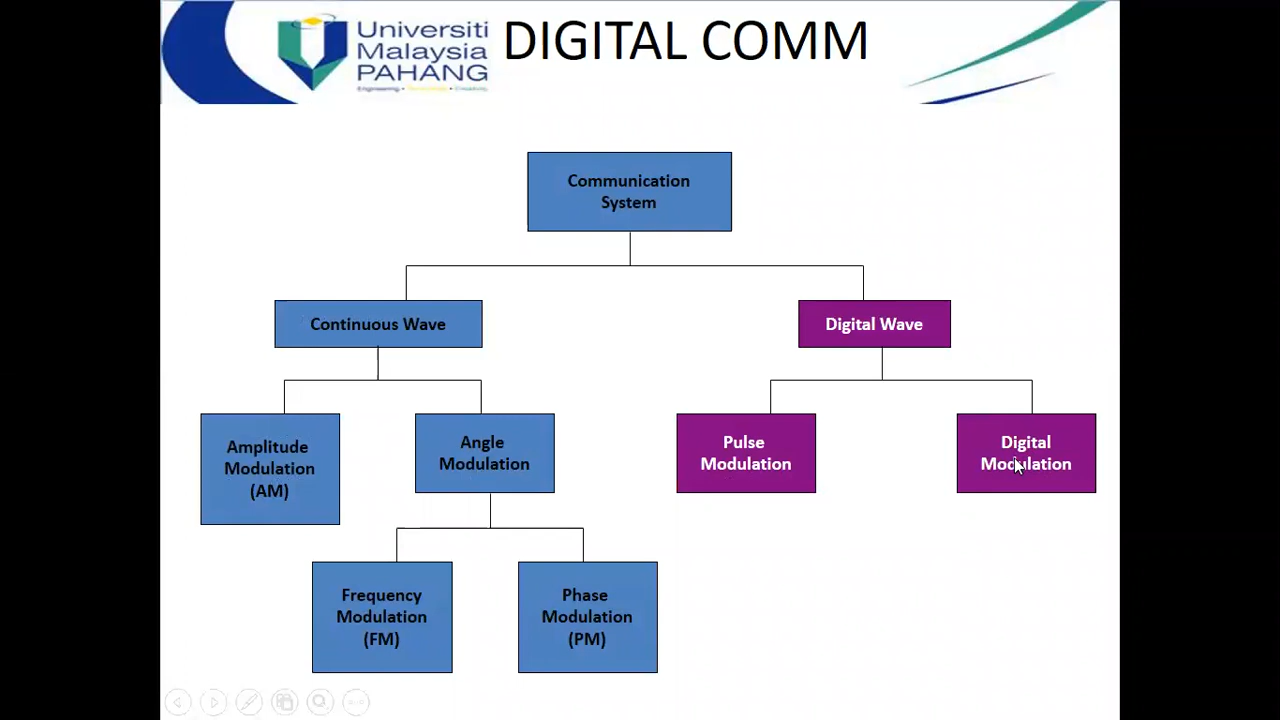 Universiti
Malaysia
PAHANG
DIGITAL COMM
Communication
System
Continuous Wave
Digital Wave
Amplitude
Modulation
(AM)
Angle
Modulation
Pulse
Modulation
Digital
Modulation
Frequency
Modulation
(FM)
Phase
Modulation
(PM)